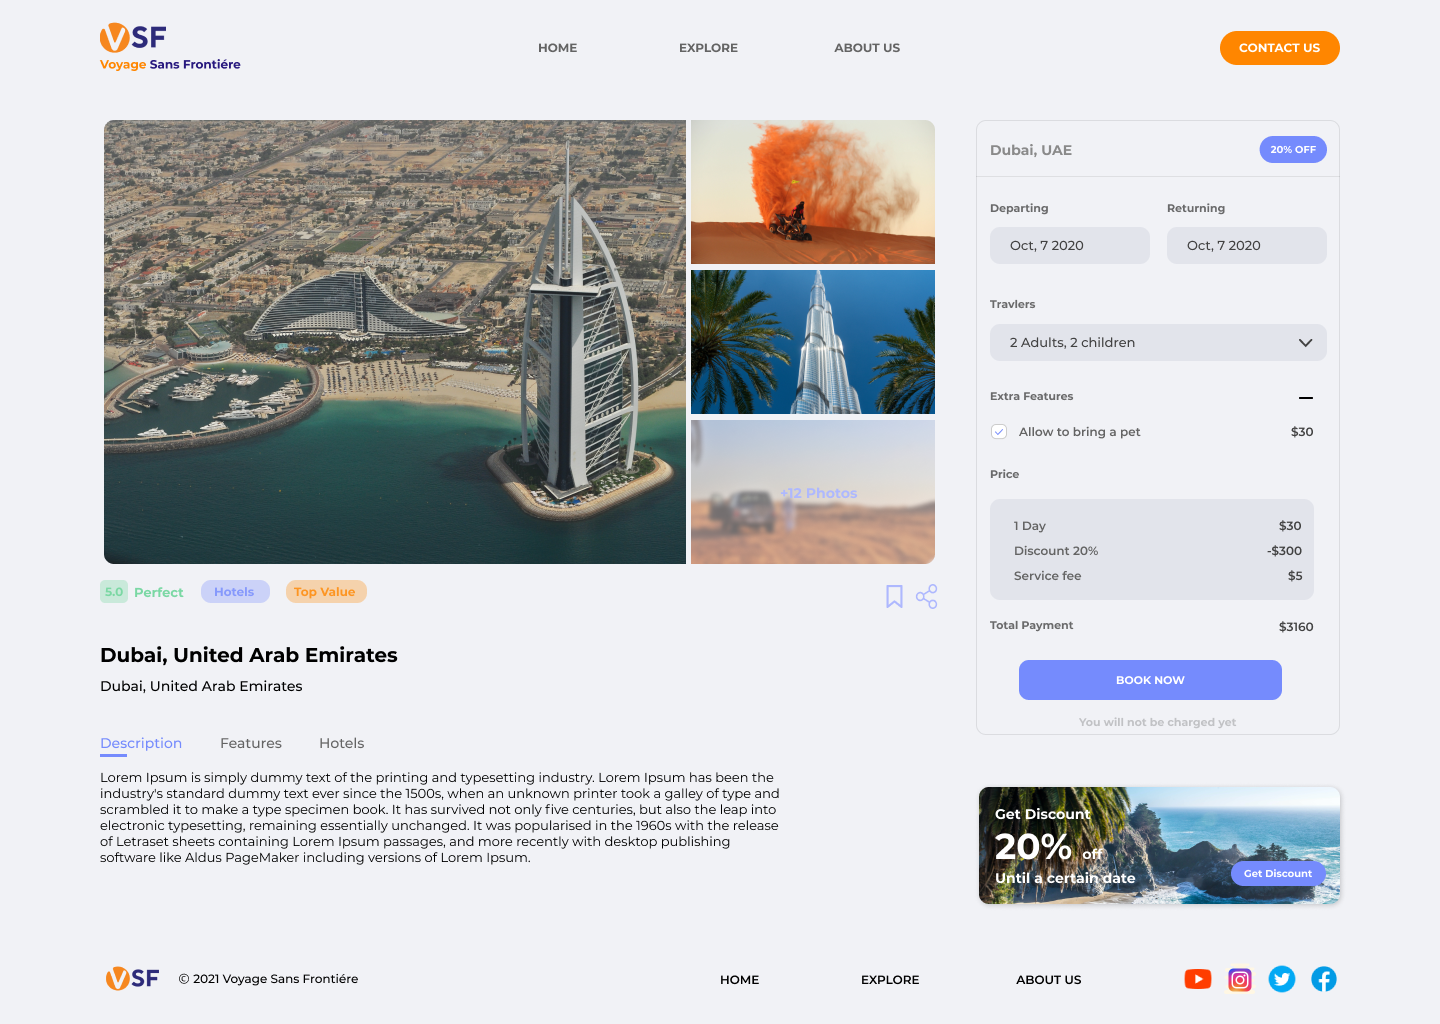 VSF
Voyage Sans Frontiére
HOME
EXPLORE
ABOUT US
CONTACT US
+12 Photos
5.0
Perfect
Hotels
Top Value
Dubai, United Arab Emirates
Dubai, United Arab Emirates
Description
Features
Hotels
Lorem Ipsum is simply dummy text of the printing and typesetting industry. Lorem Ipsum has been the
industry's standard dummy text ever since the 1500s, when an unknown printer took a galley of type and
scrambled it to make a type specimen book. It has survived not only five centuries, but also the leap into
electronic typesetting, remaining essentially unchanged. It was popularised in the 1960s with the release
of Letraset sheets containing Lorem Ipsum passages, and more recently with desktop publishing
software like Aldus PageMaker including versions of Lorem Ipsum.
Dubai, UAE
20% OFF
Departing
Returning
Oct, 7 2020
Oct, 7 2020
Travlers
2 Adults, 2 children
Extra Features
Allow to bring a pet
$30
Price
1 Day
$30
Discount 20%
-$300
Service fee
$5
Total Payment
$3160
BOOK NOW
You will not be charged yet
Get Discount
20% off
Until a certain date
Get Discount
VSF
© 2021 Voyage Sans Frontiére
HOME
EXPLORE
ABOUT US